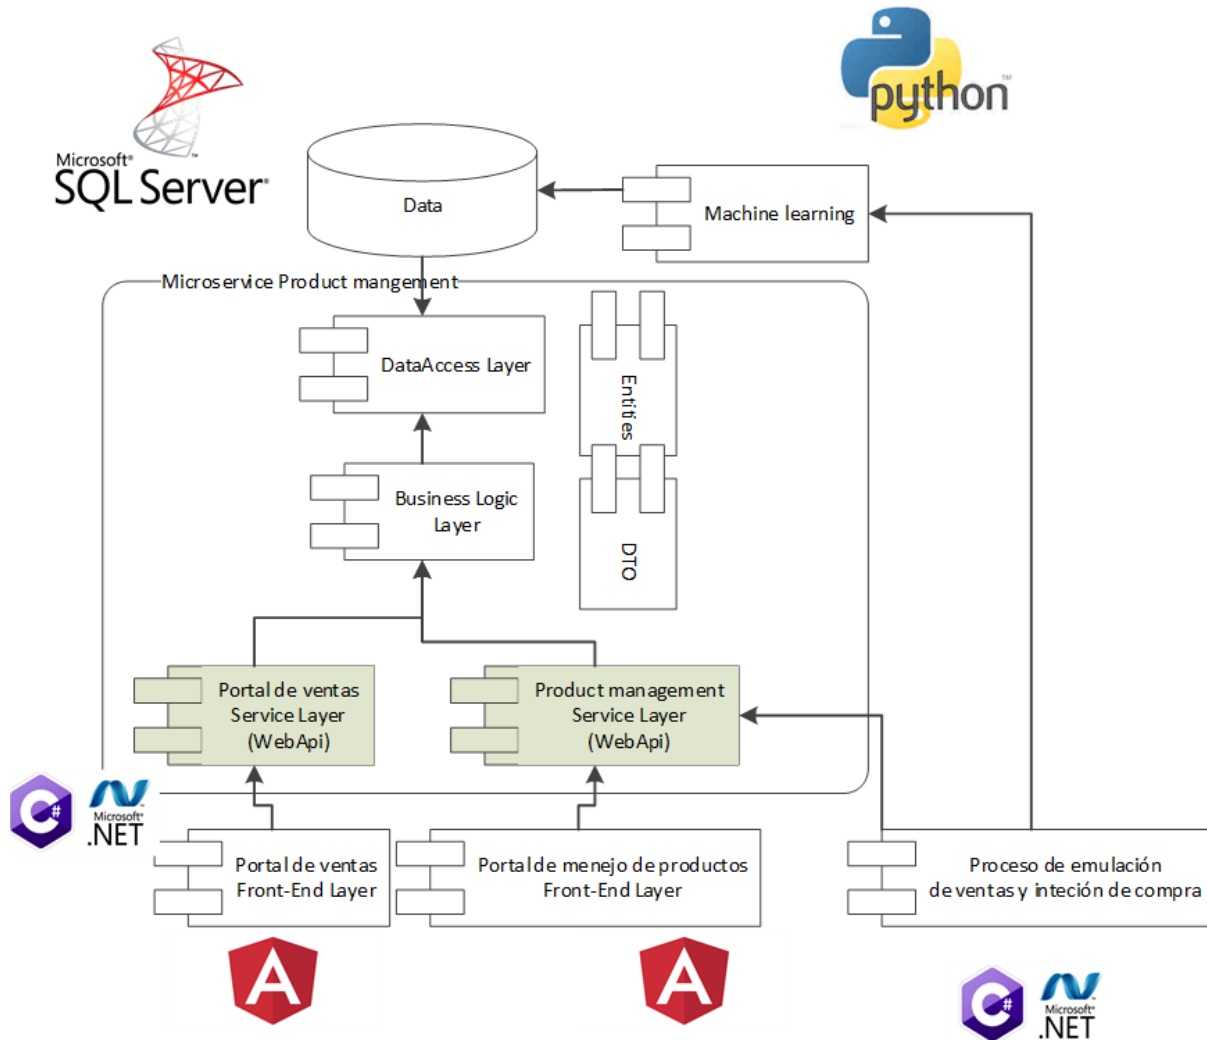 python
TM
Microsoft®
SQL Server®
Data
Machine learning
Microservice Product mangement
DataAccess Layer
Entities
Business Logic
Layer
DTO
Portal de ventas
Service Layer
(WebApi)
Product management
Service Layer
(WebApi)
C#
Microsoft®
.NET
Portal de ventas
Front-End Layer
Portal de menejo de productos
Front-End Layer
Proceso de emulación
de ventas y inteción de compra
A
A
C#
Microsoft®
.NET